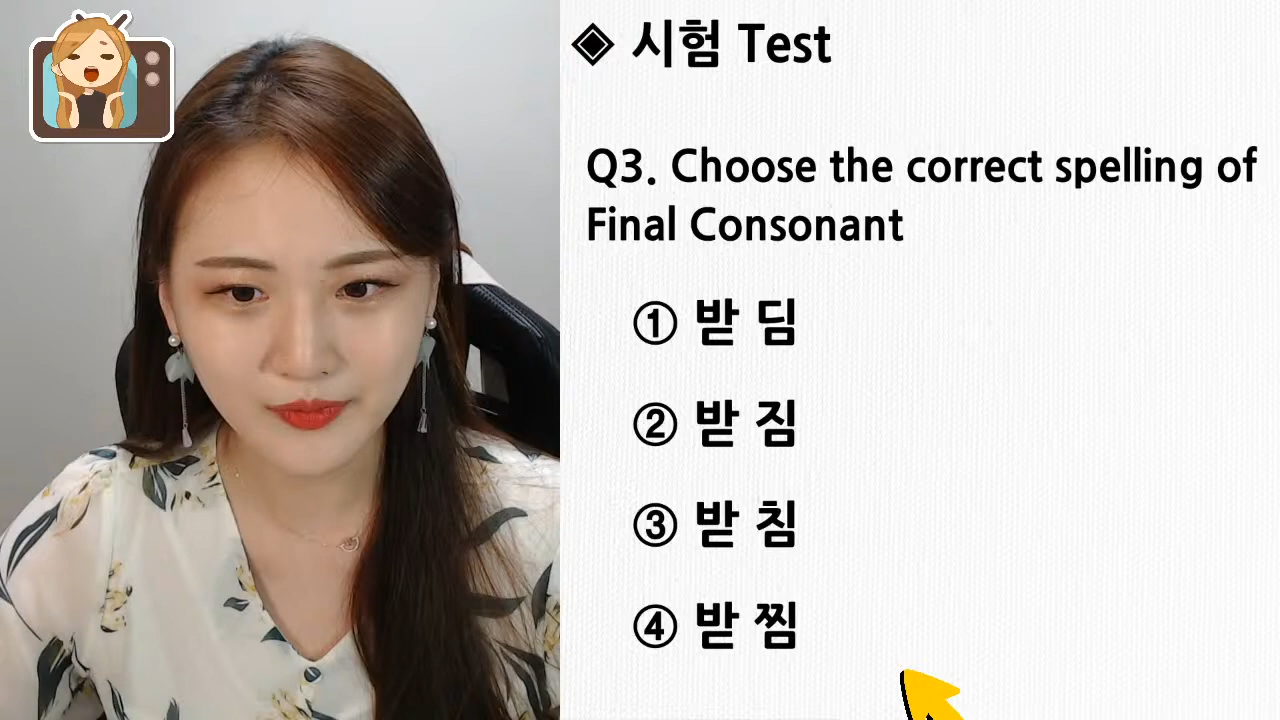 ◈ 시험 Test
Q3. Choose the correct spelling of
Final Consonant
① 받 딤
② 받 짐
③ 받 침
④ 받 찜